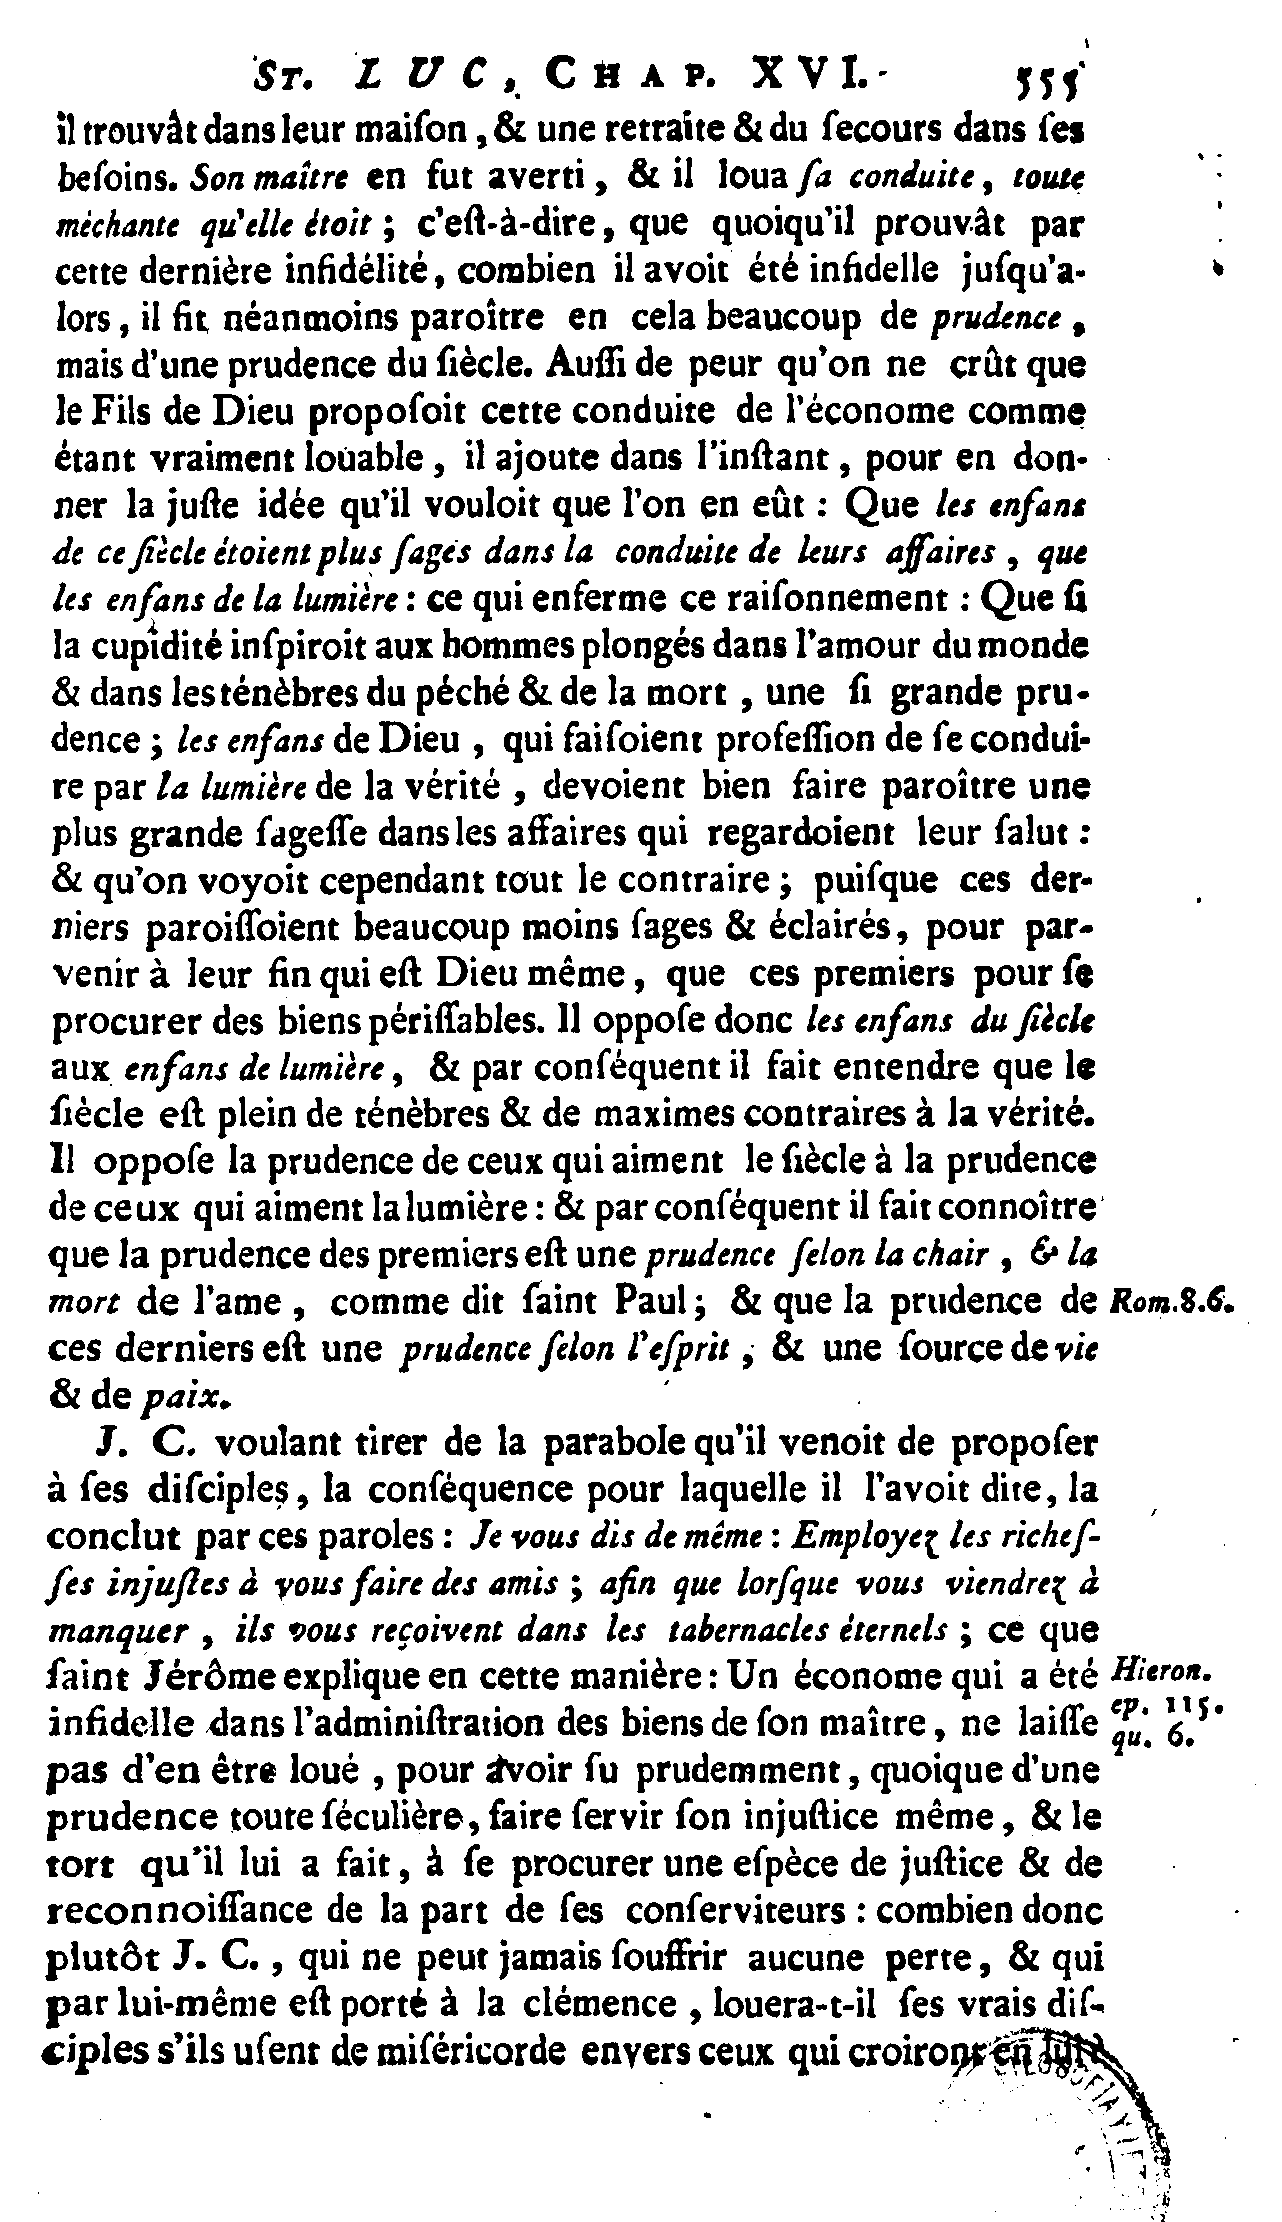 ST. LUC, CHAP. XVI. 555
il trouvât dans leur maiſon, & une retraite & du ſecours dans ſes
beſoins. Son maître en fut averti, & il loua ſa conduite, toute
méchante qu'elle étoit ; c'eſt-à-dire, que quoiqu'il prouvât par
cette dernière infidélité, combien il avoit été infidelle juſqu'a-
lors, il fit néanmoins paroître en cela beaucoup de prudence,
mais d'une prudence du ſiècle. Auſſi de peur qu'on ne crût que
le Fils de Dieu propoſoit cette conduite de l'économe comme
étant vraiment louable, il ajoute dans l'inſtant, pour en don-
ner la juſte idée qu'il vouloit que l'on en eût : Que les enfans
de ce ſiècle étoient plus ſages dans la conduite de leurs affaires, que
les enfans de la lumière : ce qui enferme ce raiſonnement : Que ſi
la cupidité inſpiroit aux hommes plongés dans l'amour du monde
& dans les ténèbres du péché & de la mort, une ſi grande pru-
dence ; les enfans de Dieu, qui faiſoient profeſſion de ſe condui-
re par la lumière de la vérité, devoient bien faire paroître une
plus grande ſageſſe dans les affaires qui regardoient leur ſalut :
& qu'on voyoit cependant tout le contraire ; puiſque ces der-
niers paroiſſoient beaucoup moins ſages & éclairés, pour par-
venir à leur fin qui eſt Dieu même, que ces premiers pour ſe
procurer des biens périſſables. Il oppoſe donc les enfans du ſiècle
aux enfans de lumière, & par conſéquent il fait entendre que le
ſiècle eſt plein de ténèbres & de maximes contraires à la vérité.
Il oppoſe la prudence de ceux qui aiment le ſiècle à la prudence
de ceux qui aiment la lumière : & par conſéquent il fait connoître
que la prudence des premiers eſt une prudence ſelon la chair, & la
mort de l'ame, comme dit ſaint Paul ; & que la prudence de Rom. 8. 6.
ces derniers eſt une prudence ſelon l'eſprit, & une ſource de vie
& de paix.
J. C. voulant tirer de la parabole qu'il venoit de propoſer
à ſes diſciples, la conſéquence pour laquelle il l'avoit dite, la
conclut par ces paroles : Je vous dis de même : Employez les richeſ-
ſes injuſtes à vous faire des amis ; afin que lorſque vous viendrez à
manquer, ils vous reçoivent dans les tabernacles éternels ; ce que
ſaint Jérôme explique en cette manière : Un économe qui a été Hieron.
infidelle dans l'adminiſtration des biens de ſon maître, ne laiſſe ep. 115.
qu. 6.
pas d'en être loué, pour avoir ſu prudemment, quoique d'une
prudence toute ſéculière, faire ſervir ſon injuſtice même, & le
tort qu'il lui a fait, à ſe procurer une eſpèce de juſtice & de
reconnoiſſance de la part de ſes conſerviteurs : combien donc
plutôt J. C., qui ne peut jamais ſouffrir aucune perte, & qui
par lui-même eſt porté à la clémence, louera-t-il ſes vrais diſ-
ciples s'ils uſent de miſéricorde envers ceux qui croiront en